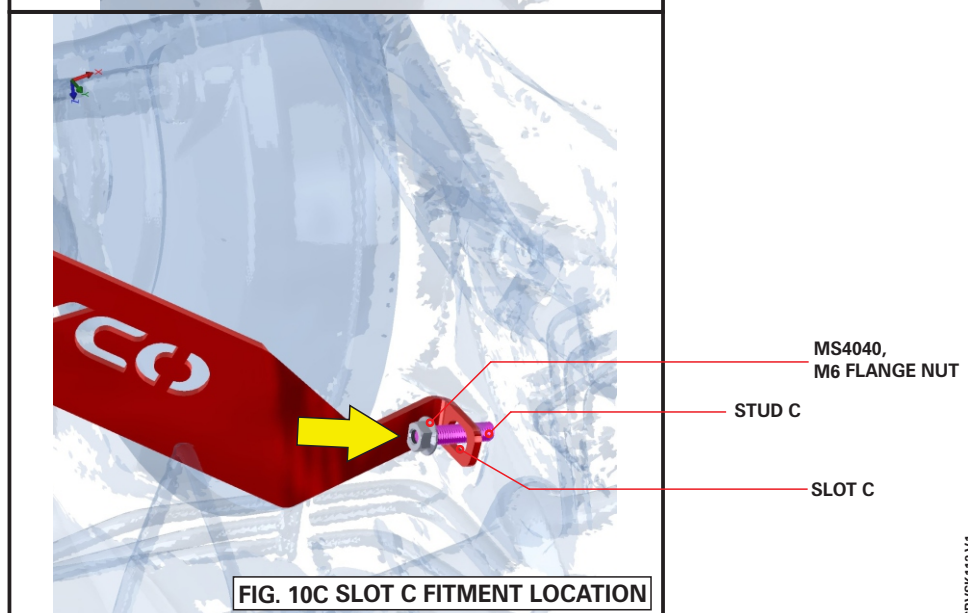 MS4040,
M6 FLANGE NUT
STUD C
SLOT C
FIG. 10C SLOT C FITMENT LOCATION